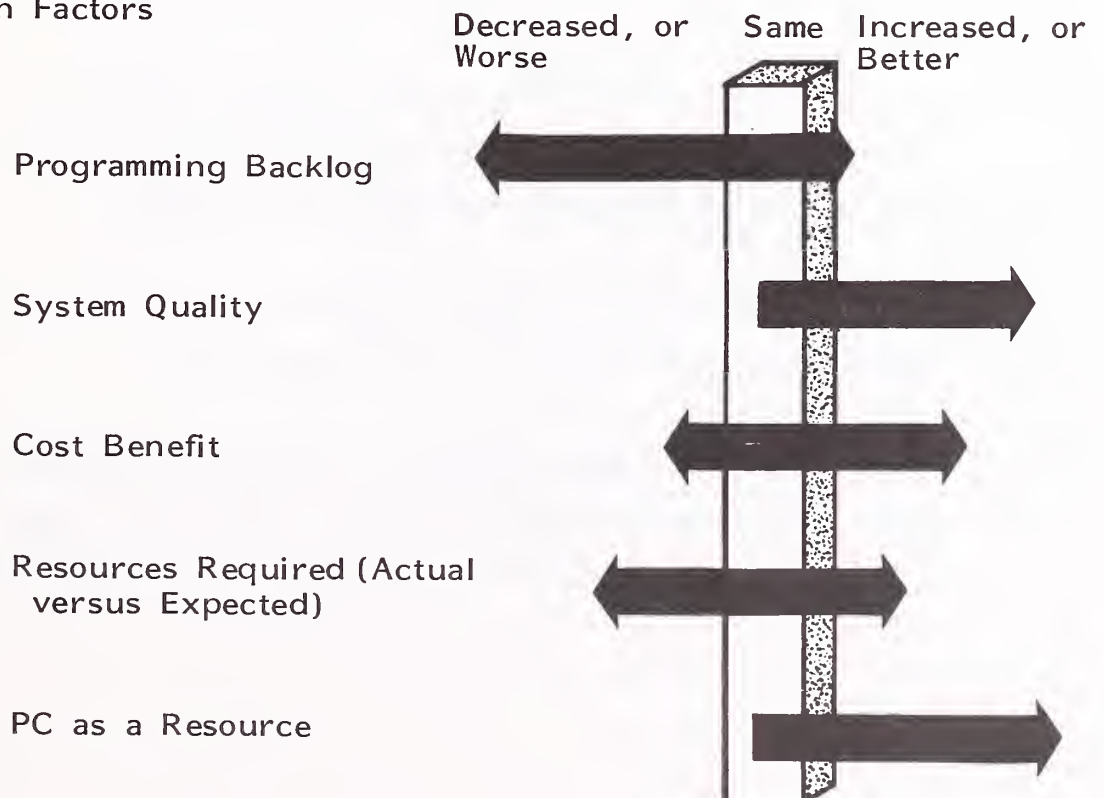 Factors
Decreased, or
Worse
Same
Increased, or
Better
Programming Backlog
System Quality
Cost Benefit
Resources Required (Actual
versus Expected)
PC as a Resource